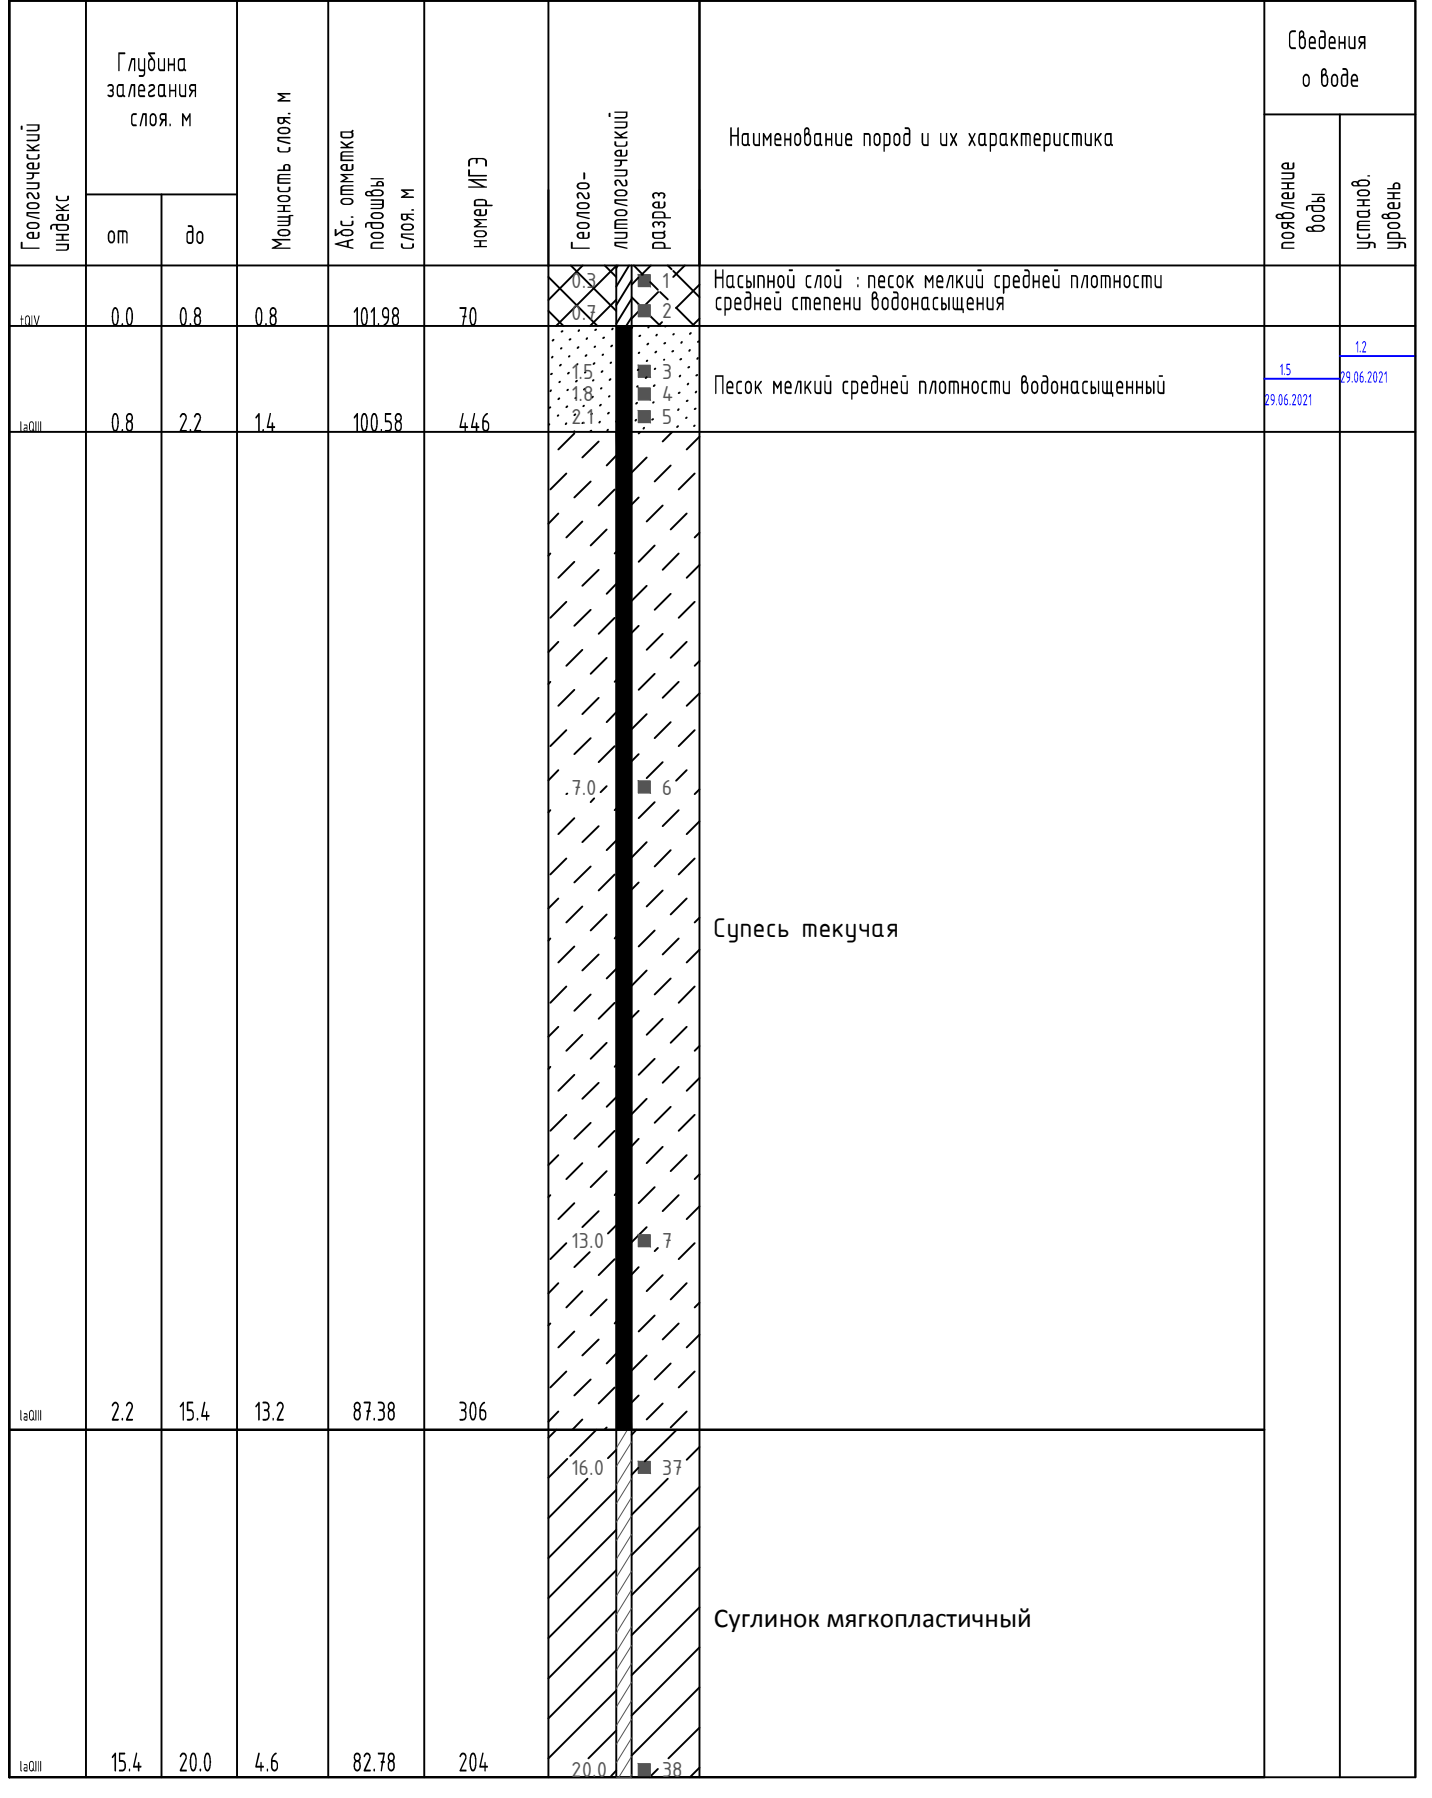 Геологический
индекс
Глубина
залегания
слоя. м
от
до
Мощность слоя. м
Абс. отметка
подошвы
слоя. м
номер ИГЭ
Геолого-
литологический
разрез
Наименование пород и их характеристика
Сведения
о воде
появление
воды
установ.
уровень
tQIV 0.0 0.8 0.8 101.98 70
0.3 1
0.7 2
Насыпной слой : песок мелкий средней плотности
средней степени водонасыщения
laQIII 0.8 2.2 1.4 100.58 446
1.5 3
1.8 4
2.1 5
Песок мелкий средней плотности водонасыщенный
1.5
29.06.2021
1.2
29.06.2021
7.0 6
Супесь текучая
13.0 7
laQIII 2.2 15.4 13.2 87.38 306
16.0 37
Суглинок мягкопластичный
laQIII 15.4 20.0 4.6 82.78 204
20.0 38